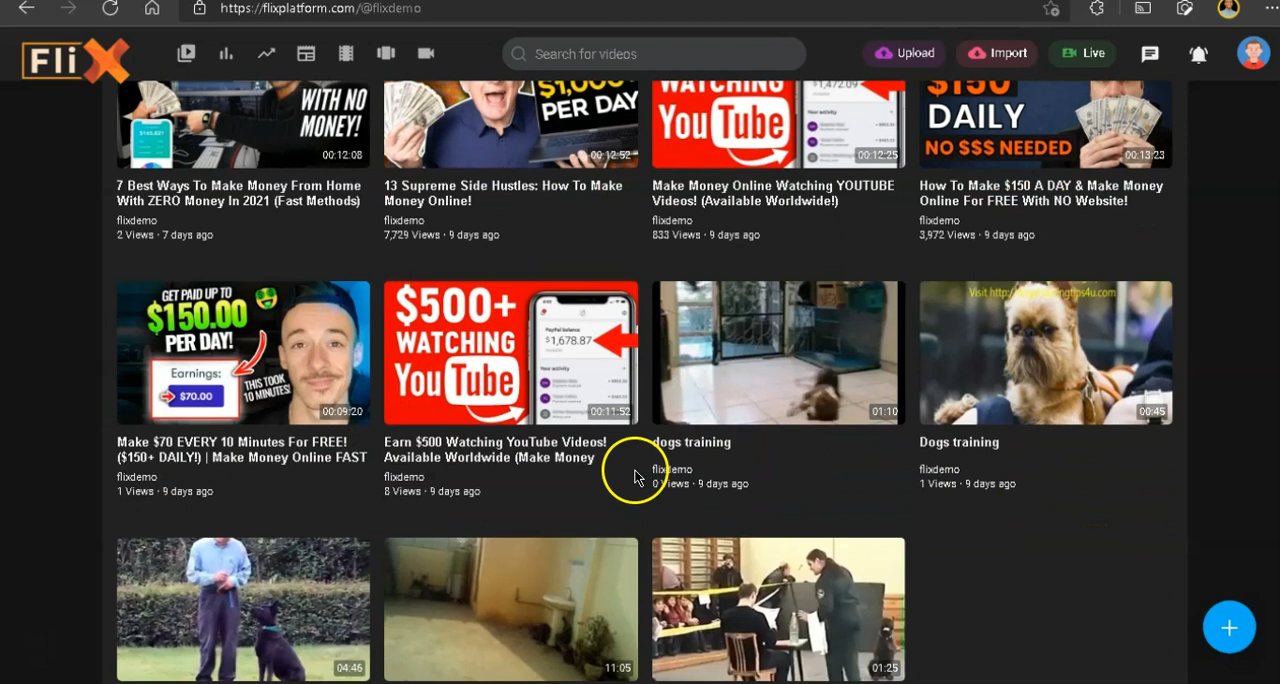 https://flixplatform.com/@flixdemo
FliX
Search for videos
Upload
Import
Live
WITH NO
MONEY!
00:12:08
$1,000
PER DAY
00:12:52
WATCHING
YouTube
$1,472.09
Your activity
00:12:25
$150
DAILY
NO $$$ NEEDED
00:13:23
7 Best Ways To Make Money From Home
With ZERO Money In 2021 (Fast Methods)
flixdemo
2 Views · 7 days ago
13 Supreme Side Hustles: How To Make
Money Online!
flixdemo
7,729 Views · 9 days ago
Make Money Online Watching YOUTUBE
Videos! (Available Worldwide!)
flixdemo
833 Views · 9 days ago
How To Make $150 A DAY & Make Money
Online For FREE With NO Website!
flixdemo
3,972 Views · 9 days ago
GET PAID UP TO
$150.00
PER DAY!
Earnings:
$70.00
THIS TOOK
10 MINUTES!
00:09:20
$500+
WATCHING
YouTube
PayPal balance
$1,678.87
Your activity
00:11:52
01:10
00:45
Make $70 EVERY 10 Minutes For FREE!
($150+ DAILY!) | Make Money Online FAST
flixdemo
1 Views · 9 days ago
Earn $500 Watching YouTube Videos!
Available Worldwide (Make Money
flixdemo
8 Views · 9 days ago
dogs training
flixdemo
0 Views · 9 days ago
Dogs training
flixdemo
1 Views · 9 days ago
04:46
11:05
01:25